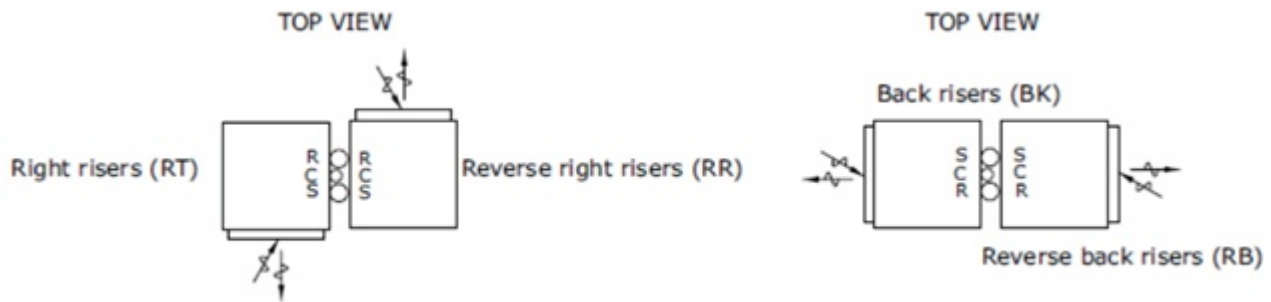 TOP VIEW
TOP VIEW
Back risers (BK)
Right risers (RT)
R R
C C
S S
Reverse right risers (RR)
S S
C C
R R
Reverse back risers (RB)